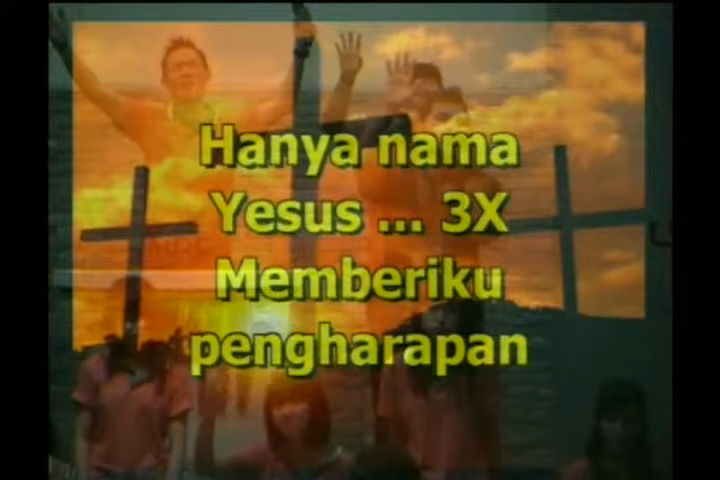 Hanya nama
Yesus ... 3X
Memberiku
pengharapan